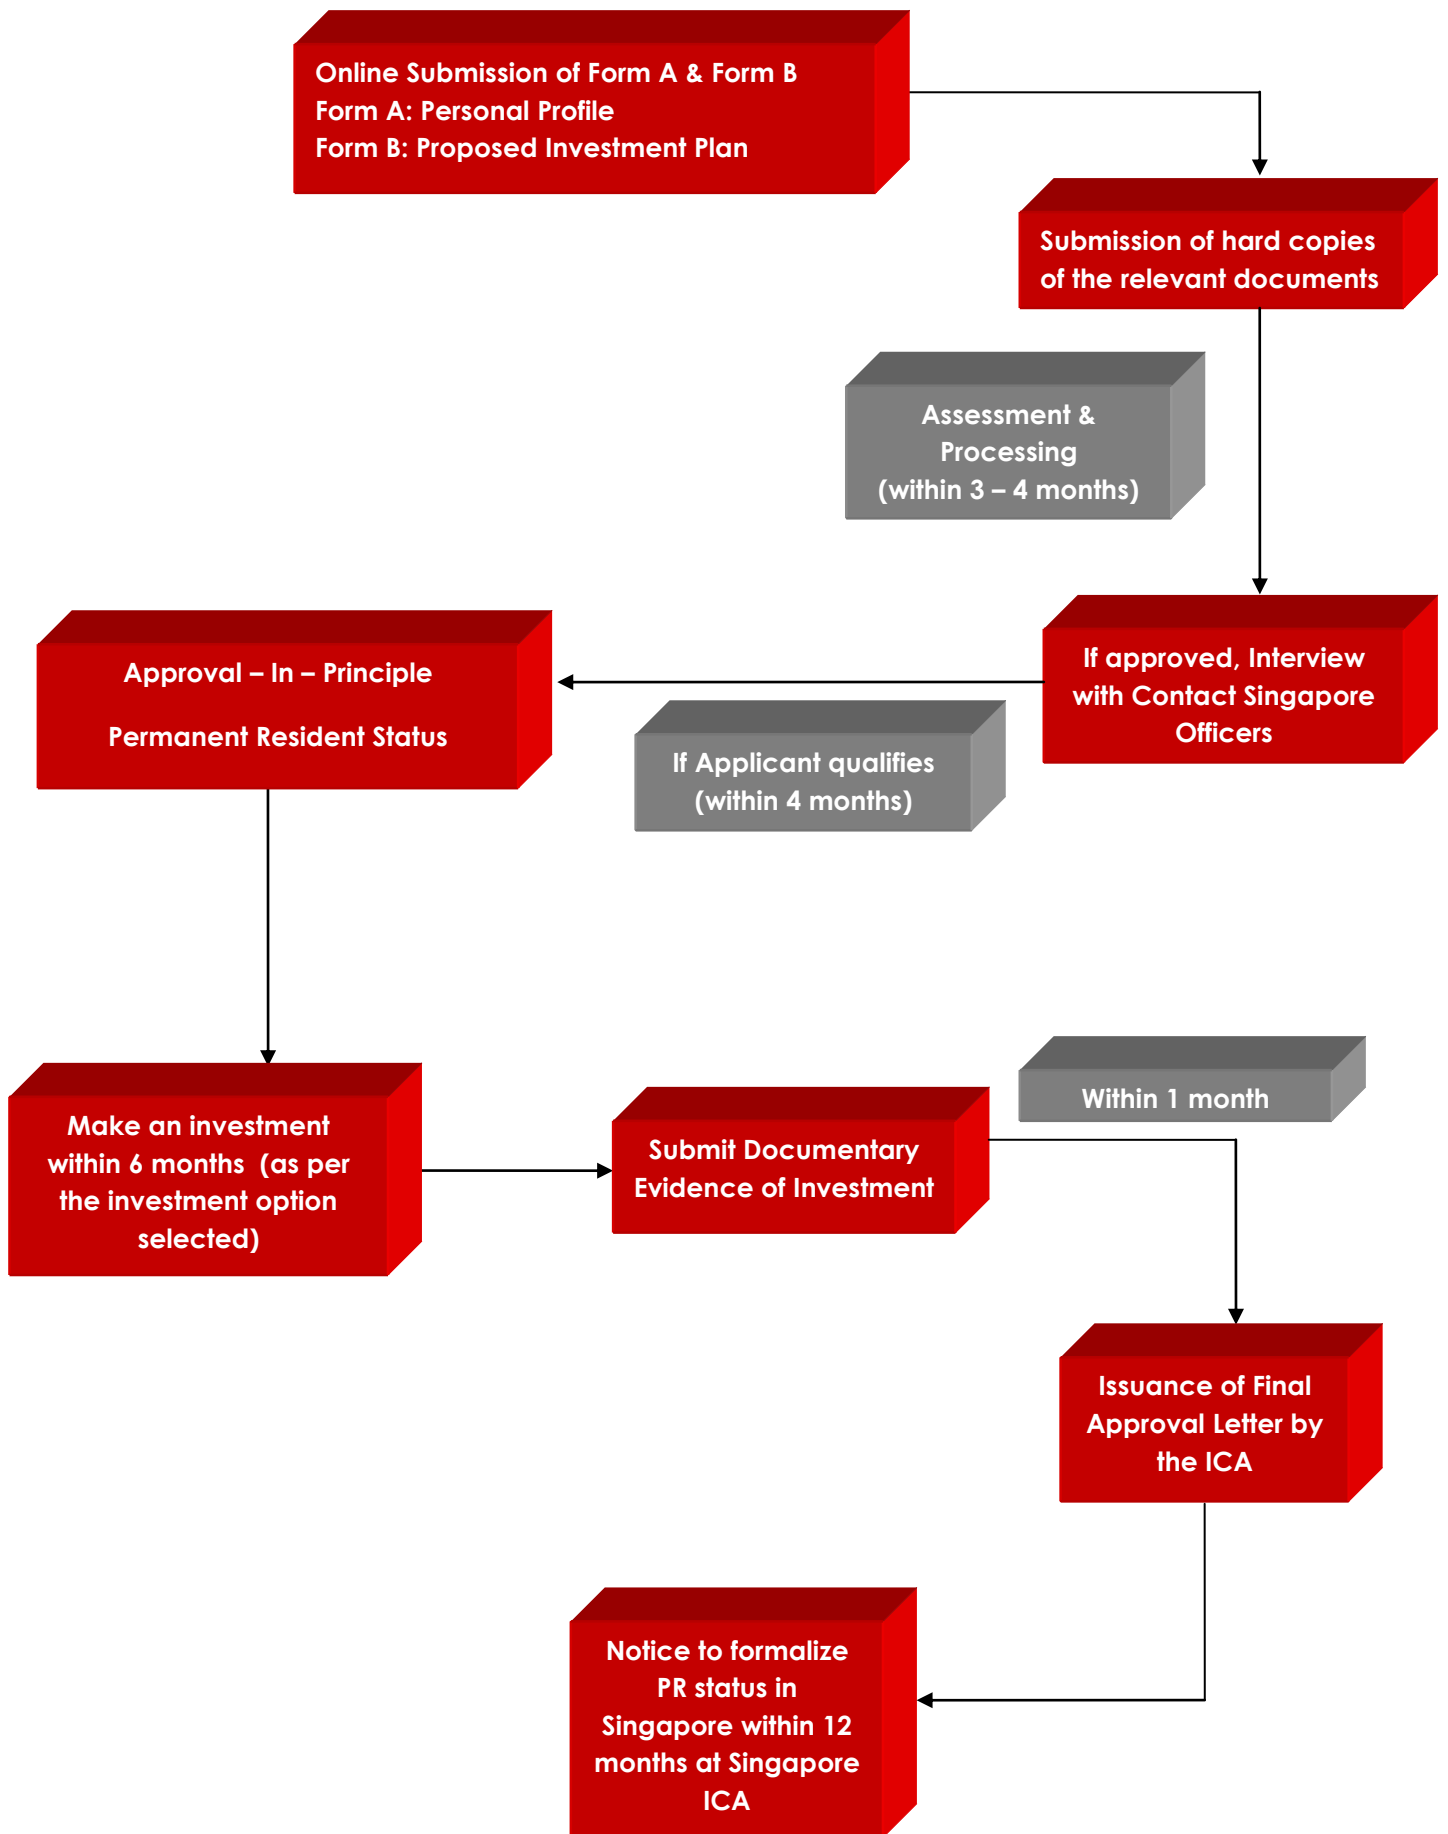 Online Submission of Form A & Form B
Form A: Personal Profile
Form B: Proposed Investment Plan
Submission of hard copies
of the relevant documents
Assessment &
Processing
(within 3 – 4 months)
If approved, Interview
with Contact Singapore
Officers
If Applicant qualifies
(within 4 months)
Approval – In – Principle
Permanent Resident Status
Make an investment
within 6 months (as per
the investment option
selected)
Submit Documentary
Evidence of Investment
Within 1 month
Issuance of Final
Approval Letter by
the ICA
Notice to formalize
PR status in
Singapore within 12
months at Singapore
ICA